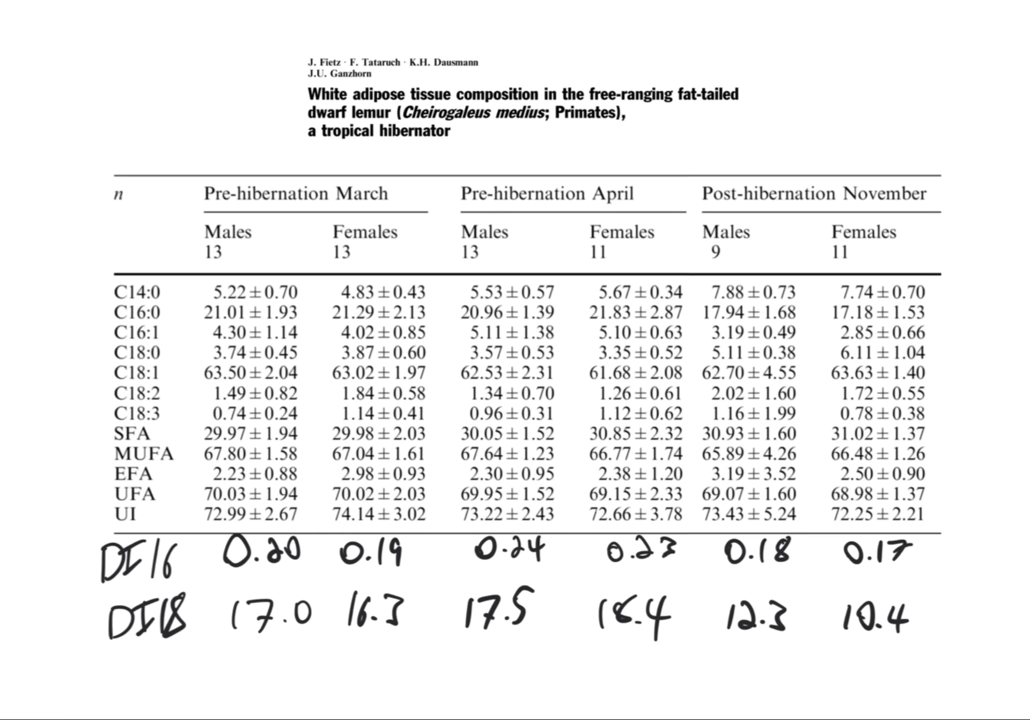 J. Fietz · F. Tataruch · K.H. Dausmann
J.U. Ganzhorn
White adipose tissue composition in the free-ranging fat-tailed
dwarf lemur (Cheirogaleus medius; Primates),
a tropical hibernator
n Pre-hibernation March Pre-hibernation April Post-hibernation November
Males Females Males Females Males Females
13 13 13 11 9 11
C14:0 5.22 ± 0.70 4.83 ± 0.43 5.53 ± 0.57 5.67 ± 0.34 7.88 ± 0.73 7.74 ± 0.70
C16:0 21.01 ± 1.93 21.29 ± 2.13 20.96 ± 1.39 21.83 ± 2.87 17.94 ± 1.68 17.18 ± 1.53
C16:1 4.30 ± 1.14 4.02 ± 0.85 5.11 ± 1.38 5.10 ± 0.63 3.19 ± 0.49 2.85 ± 0.66
C18:0 3.74 ± 0.45 3.87 ± 0.60 3.57 ± 0.53 3.35 ± 0.52 5.11 ± 0.38 6.11 ± 1.04
C18:1 63.50 ± 2.04 63.02 ± 1.97 62.53 ± 2.31 61.68 ± 2.08 62.70 ± 4.55 63.63 ± 1.40
C18:2 1.49 ± 0.82 1.84 ± 0.58 1.34 ± 0.70 1.26 ± 0.61 2.02 ± 1.60 1.72 ± 0.55
C18:3 0.74 ± 0.24 1.14 ± 0.41 0.96 ± 0.31 1.12 ± 0.62 1.16 ± 1.99 0.78 ± 0.38
SFA 29.97 ± 1.94 29.98 ± 2.03 30.05 ± 1.52 30.85 ± 2.32 30.93 ± 1.60 31.02 ± 1.37
MUFA 67.80 ± 1.58 67.04 ± 1.61 67.64 ± 1.23 66.77 ± 1.74 65.89 ± 4.26 66.48 ± 1.26
EFA 2.23 ± 0.88 2.98 ± 0.93 2.30 ± 0.95 2.38 ± 1.20 3.19 ± 3.52 2.50 ± 0.90
UFA 70.03 ± 1.94 70.02 ± 2.03 69.95 ± 1.52 69.15 ± 2.33 69.07 ± 1.60 68.98 ± 1.37
UI 72.99 ± 2.67 74.14 ± 3.02 73.22 ± 2.43 72.66 ± 3.78 73.43 ± 5.24 72.25 ± 2.21
DI16 0.20 0.19 0.24 0.23 0.18 0.17
DI18 17.0 16.3 17.5 18.4 12.3 10.4